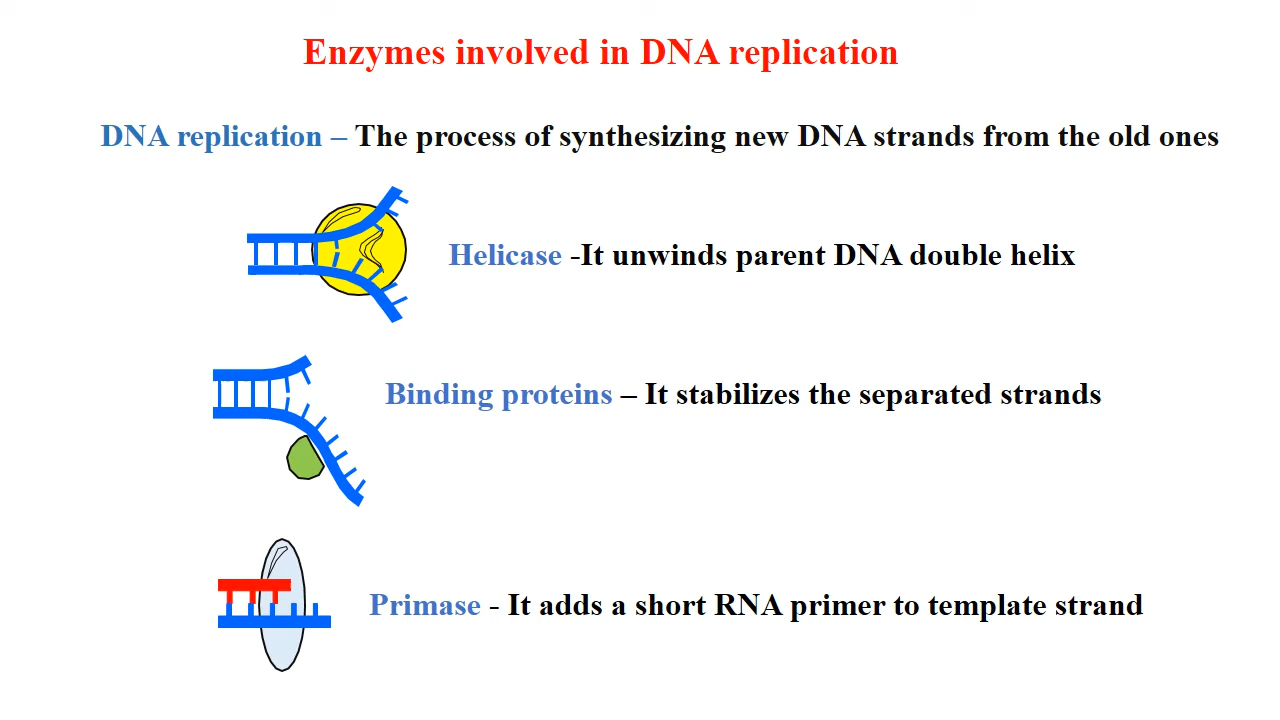 Enzymes involved in DNA replication
DNA replication – The process of synthesizing new DNA strands from the old ones
Helicase -It unwinds parent DNA double helix
Binding proteins – It stabilizes the separated strands
Primase - It adds a short RNA primer to template strand